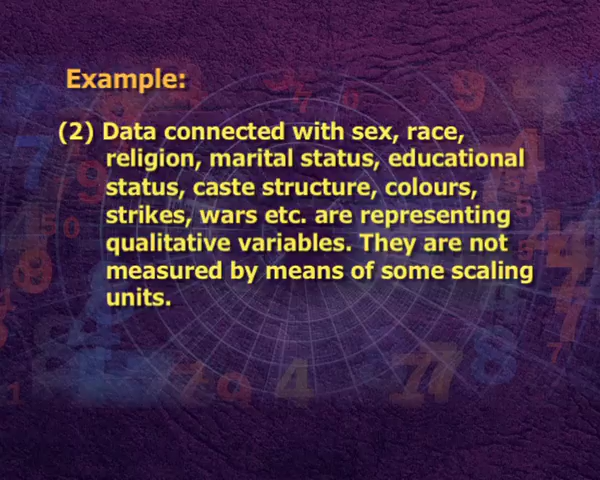 Example:
(2) Data connected with sex, race,
religion, marital status, educational
status, caste structure, colours,
strikes, wars etc. are representing
qualitative variables. They are not
measured by means of some scaling
units.